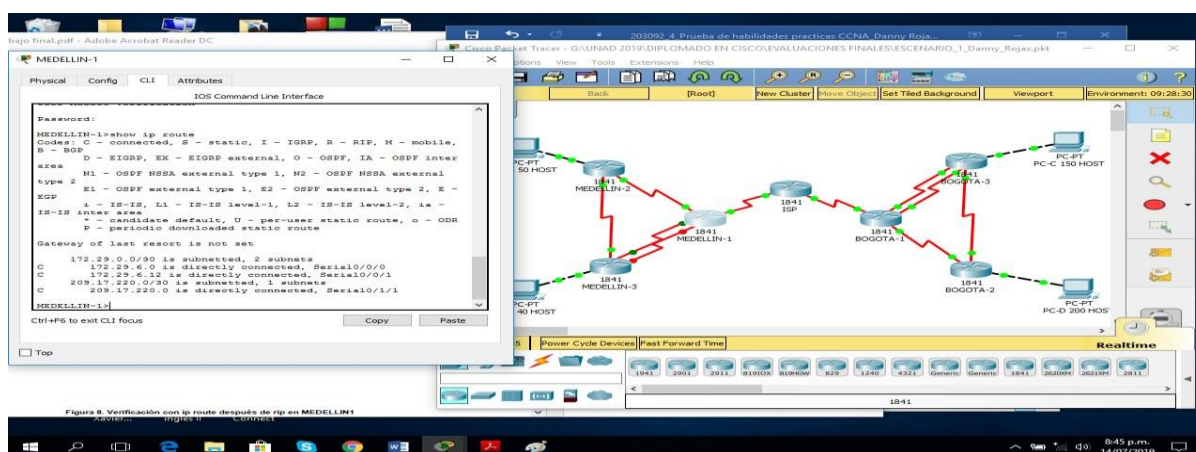 bajo final.pdf - Adobe Acrobat Reader DC
203092_4_Prueba de habilidades practicas CCNA_Danny Roja...
MEDELLIN-1
Physical Config CLI Attributes
IOS Command Line Interface
Password:
MEDELLIN-1>show ip route
Codes: C - connected, S - static, I - IGRP, R - RIP, M - mobile,
B - BGP
D - EIGRP, EX - EIGRP external, O - OSPF, IA - OSPF inter
area
N1 - OSPF NSSA external type 1, N2 - OSPF NSSA external
type 2
E1 - OSPF external type 1, E2 - OSPF external type 2, E -
EGP
i - IS-IS, L1 - IS-IS level-1, L2 - IS-IS level-2, ia -
IS-IS inter area
* - candidate default, U - per-user static route, o - ODR
P - periodic downloaded static route
Gateway of last resort is not set
172.29.0.0/30 is subnetted, 2 subnets
C 172.29.6.0 is directly connected, Serial0/0/0
C 172.29.6.12 is directly connected, Serial0/0/1
209.17.220.0/30 is subnetted, 1 subnets
C 209.17.220.0 is directly connected, Serial0/1/1
MEDELLIN-1>
Ctrl+F6 to exit CLI focus
Copy Paste
Top
Cisco Packet Tracer - G:\UNAD 2019\DIPLOMADO EN CISCO\EVALUACIONES FINALES\ESCENARIO_1_Danny_Rojas.pkt
ptions View Tools Extensions Help
Back [Root] New Cluster Move Object Set Tiled Background Viewport Environment: 09:28:30
PC-PT
50 HOST
1841
MEDELLIN-2
1841
MEDELLIN-1
1841
MEDELLIN-3
C-PT
40 HOST
1841
ISP
1841
BOGOTA-1
1841
BOGOTA-3
PC-PT
PC-C 150 HOST
1841
BOGOTA-2
PC-PT
PC-D 200 HOS
5 Power Cycle Devices Fast Forward Time
Realtime
1941 2901 2911 819IOX 819HGW 829 1240 4321 Generic Generic 1841 2620XM 2621XM 2811
1841
Figura 8. Verificación con ip route después de rip en MEDELLIN1
Xavier... Ingles II Connect
8:45 p.m.
14/07/2019